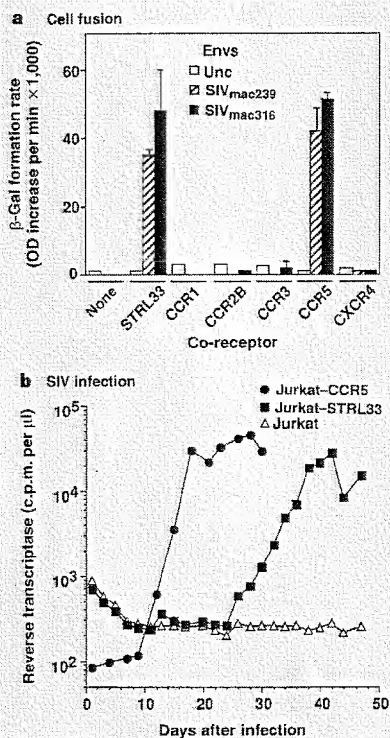 a Cell fusion
β-Gal formation rate
(OD increase per min × 1,000)
60
40
20
0
Envs
Unc
SIVmac239
SIVmac316
None
STRL33
CCR1
CCR2B
CCR3
CCR5
CXCR4
Co-receptor
b SIV infection
Reverse transcriptase (c.p.m. per μl)
10^5
10^4
10^3
10^2
Jurkat–CCR5
Jurkat–STRL33
Jurkat
0 10 20 30 40 50
Days after infection